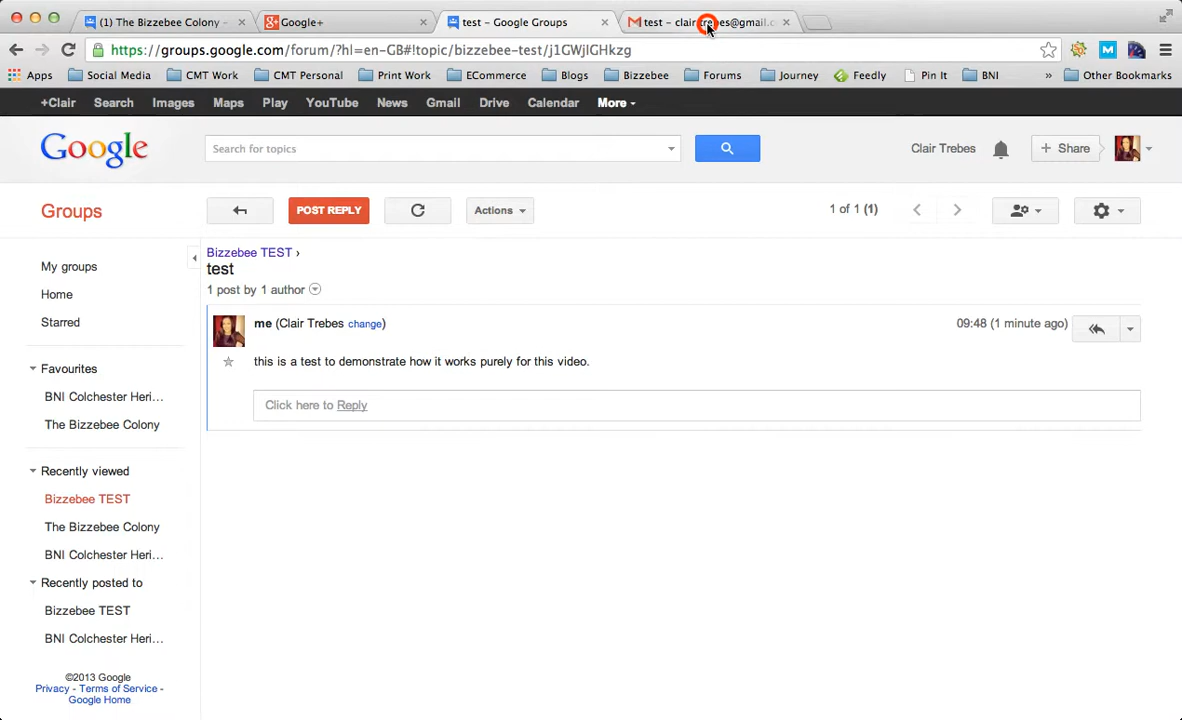 (1) The Bizzebee Colony -
Google+
test - Google Groups
test - clairtrebes@gmail.c
https://groups.google.com/forum/?hl=en-GB#!topic/bizzebee-test/j1GWjlGHkzg
Apps Social Media CMT Work CMT Personal Print Work ECommerce Blogs Bizzebee Forums Journey Feedly Pin It BNI » Other Bookmarks
+Clair Search Images Maps Play YouTube News Gmail Drive Calendar More
Google
Search for topics
Clair Trebes
+ Share
Groups
POST REPLY
Actions
1 of 1 (1)
My groups
Home
Starred
Favourites
BNI Colchester Heri...
The Bizzebee Colony
Recently viewed
Bizzebee TEST
The Bizzebee Colony
BNI Colchester Heri...
Recently posted to
Bizzebee TEST
BNI Colchester Heri...
©2013 Google
Privacy - Terms of Service -
Google Home
Bizzebee TEST ›
test
1 post by 1 author
me (Clair Trebes change)
09:48 (1 minute ago)
this is a test to demonstrate how it works purely for this video.
Click here to Reply